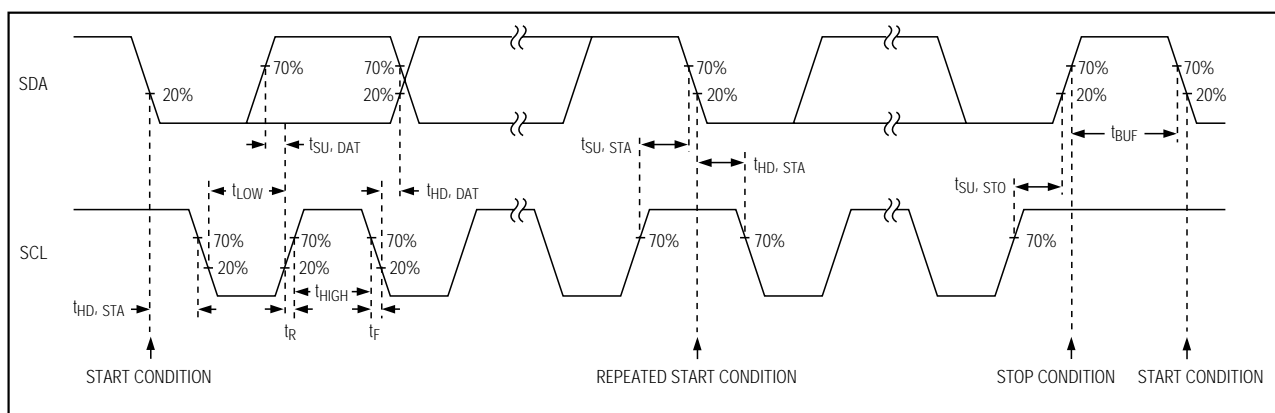 SDA
20%
70%
70%
20%
70%
20%
70%
20%
70%
20%
tSU, DAT
tSU, STA
tBUF
tLOW
tHD, DAT
tHD, STA
tSU, STO
SCL
70%
20%
70%
20%
70%
20%
70%
70%
70%
tHIGH
tHD, STA
tR
tF
START CONDITION
REPEATED START CONDITION
STOP CONDITION
START CONDITION